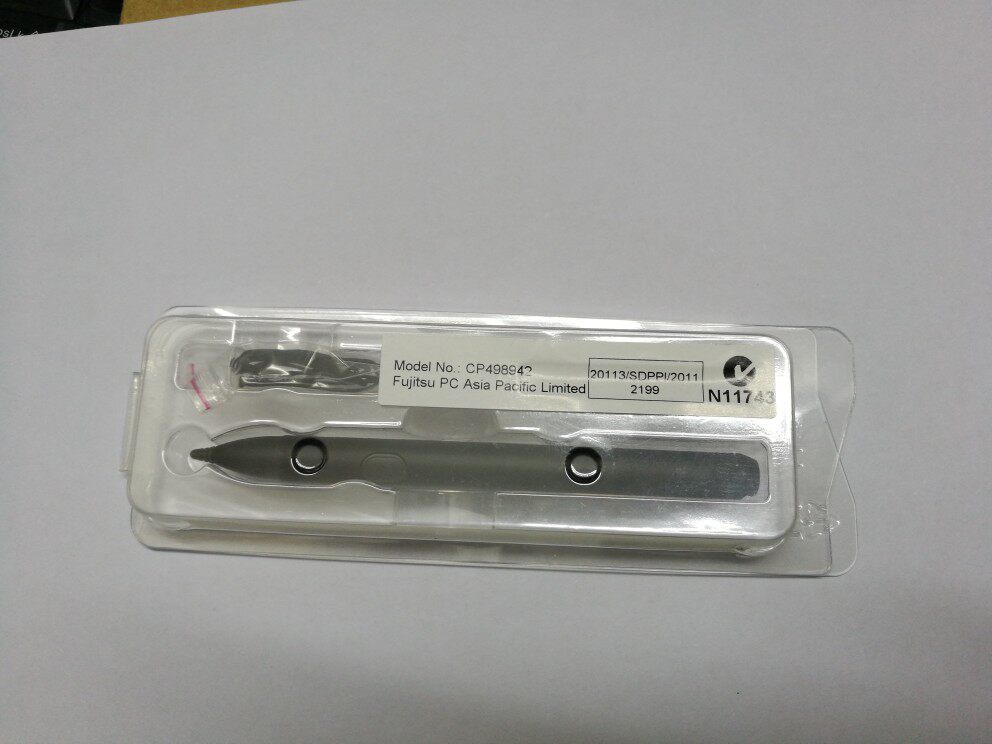 Model No.: CP498942
Fujitsu PC Asia Pacific Limited
20113/SDPPI/2011
2199
N11743